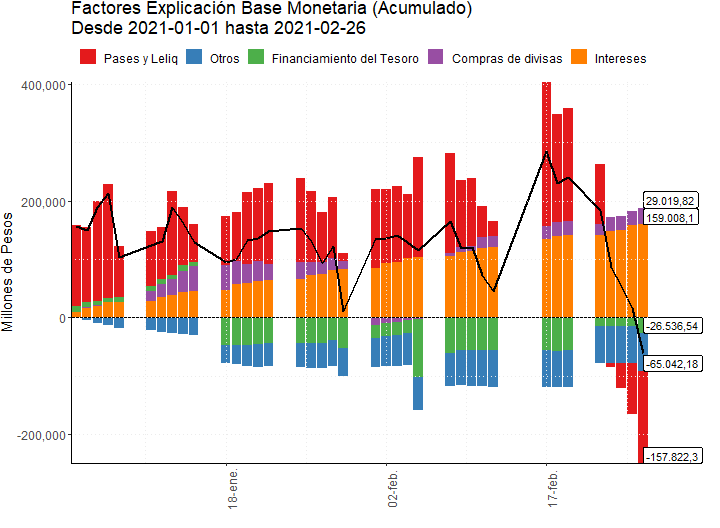 Factores Explicación Base Monetaria (Acumulado)
Desde 2021-01-01 hasta 2021-02-26
Pases y Leliq Otros Financiamiento del Tesoro Compras de divisas Intereses
Millones de Pesos
400,000
200,000
0
-200,000
29.019,82
159.008,1
-26.536,54
-65.042,18
-157.822,3
18-ene.
02-feb.
17-feb.